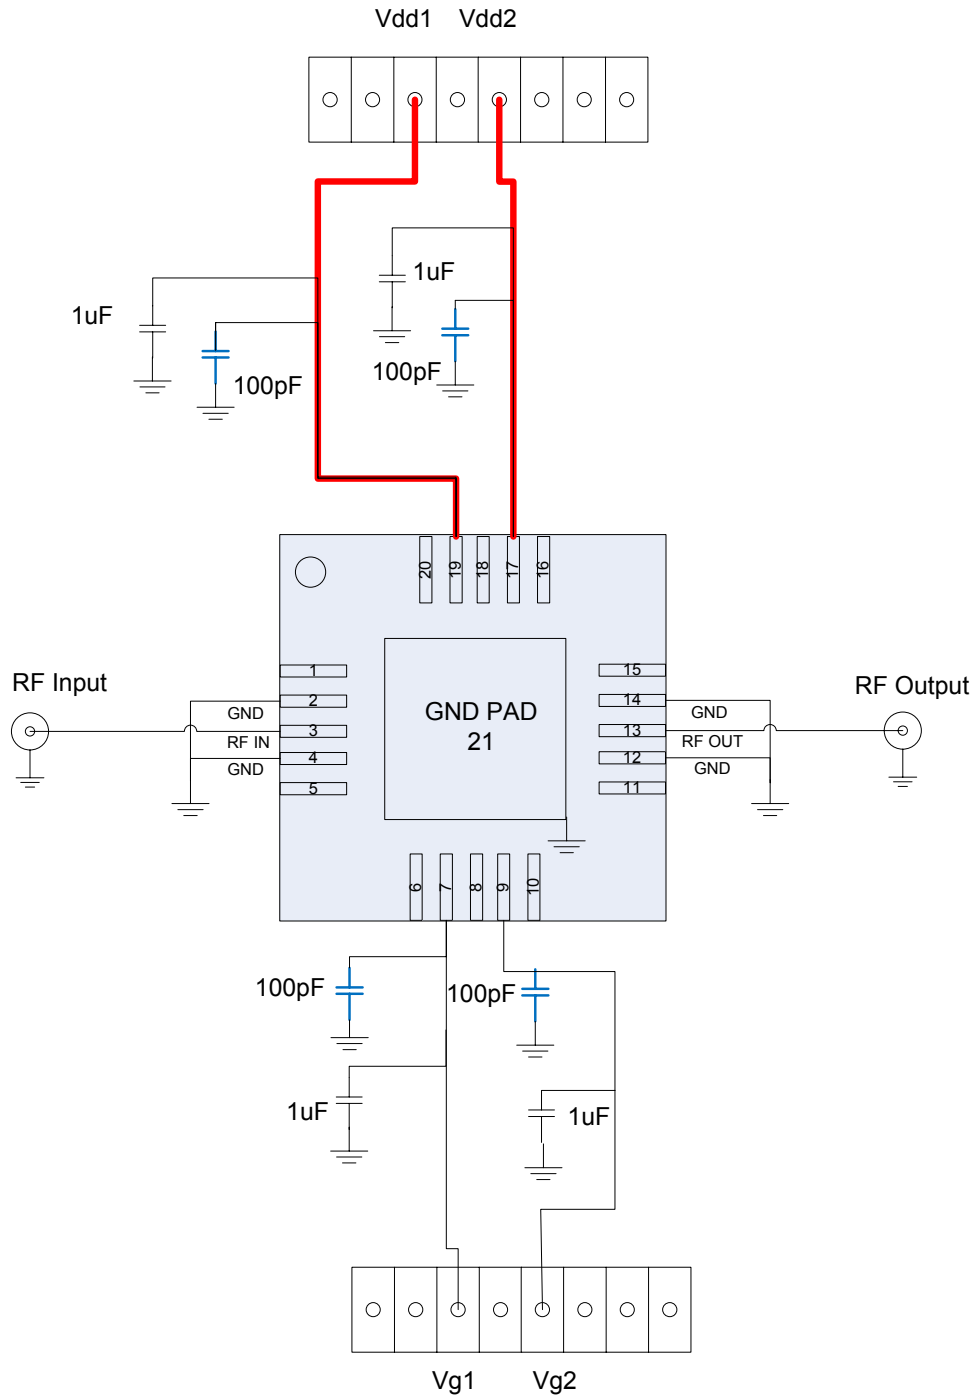 Vdd1 Vdd2
1uF
1uF
100pF
100pF
20 19 18 17 16
RF Input
RF Output
1
2
3
4
5
GND
RF IN
GND
GND PAD
21
15
14
13
12
11
GND
RF OUT
GND
6 7 8 9 10
100pF
100pF
1uF
1uF
Vg1 Vg2